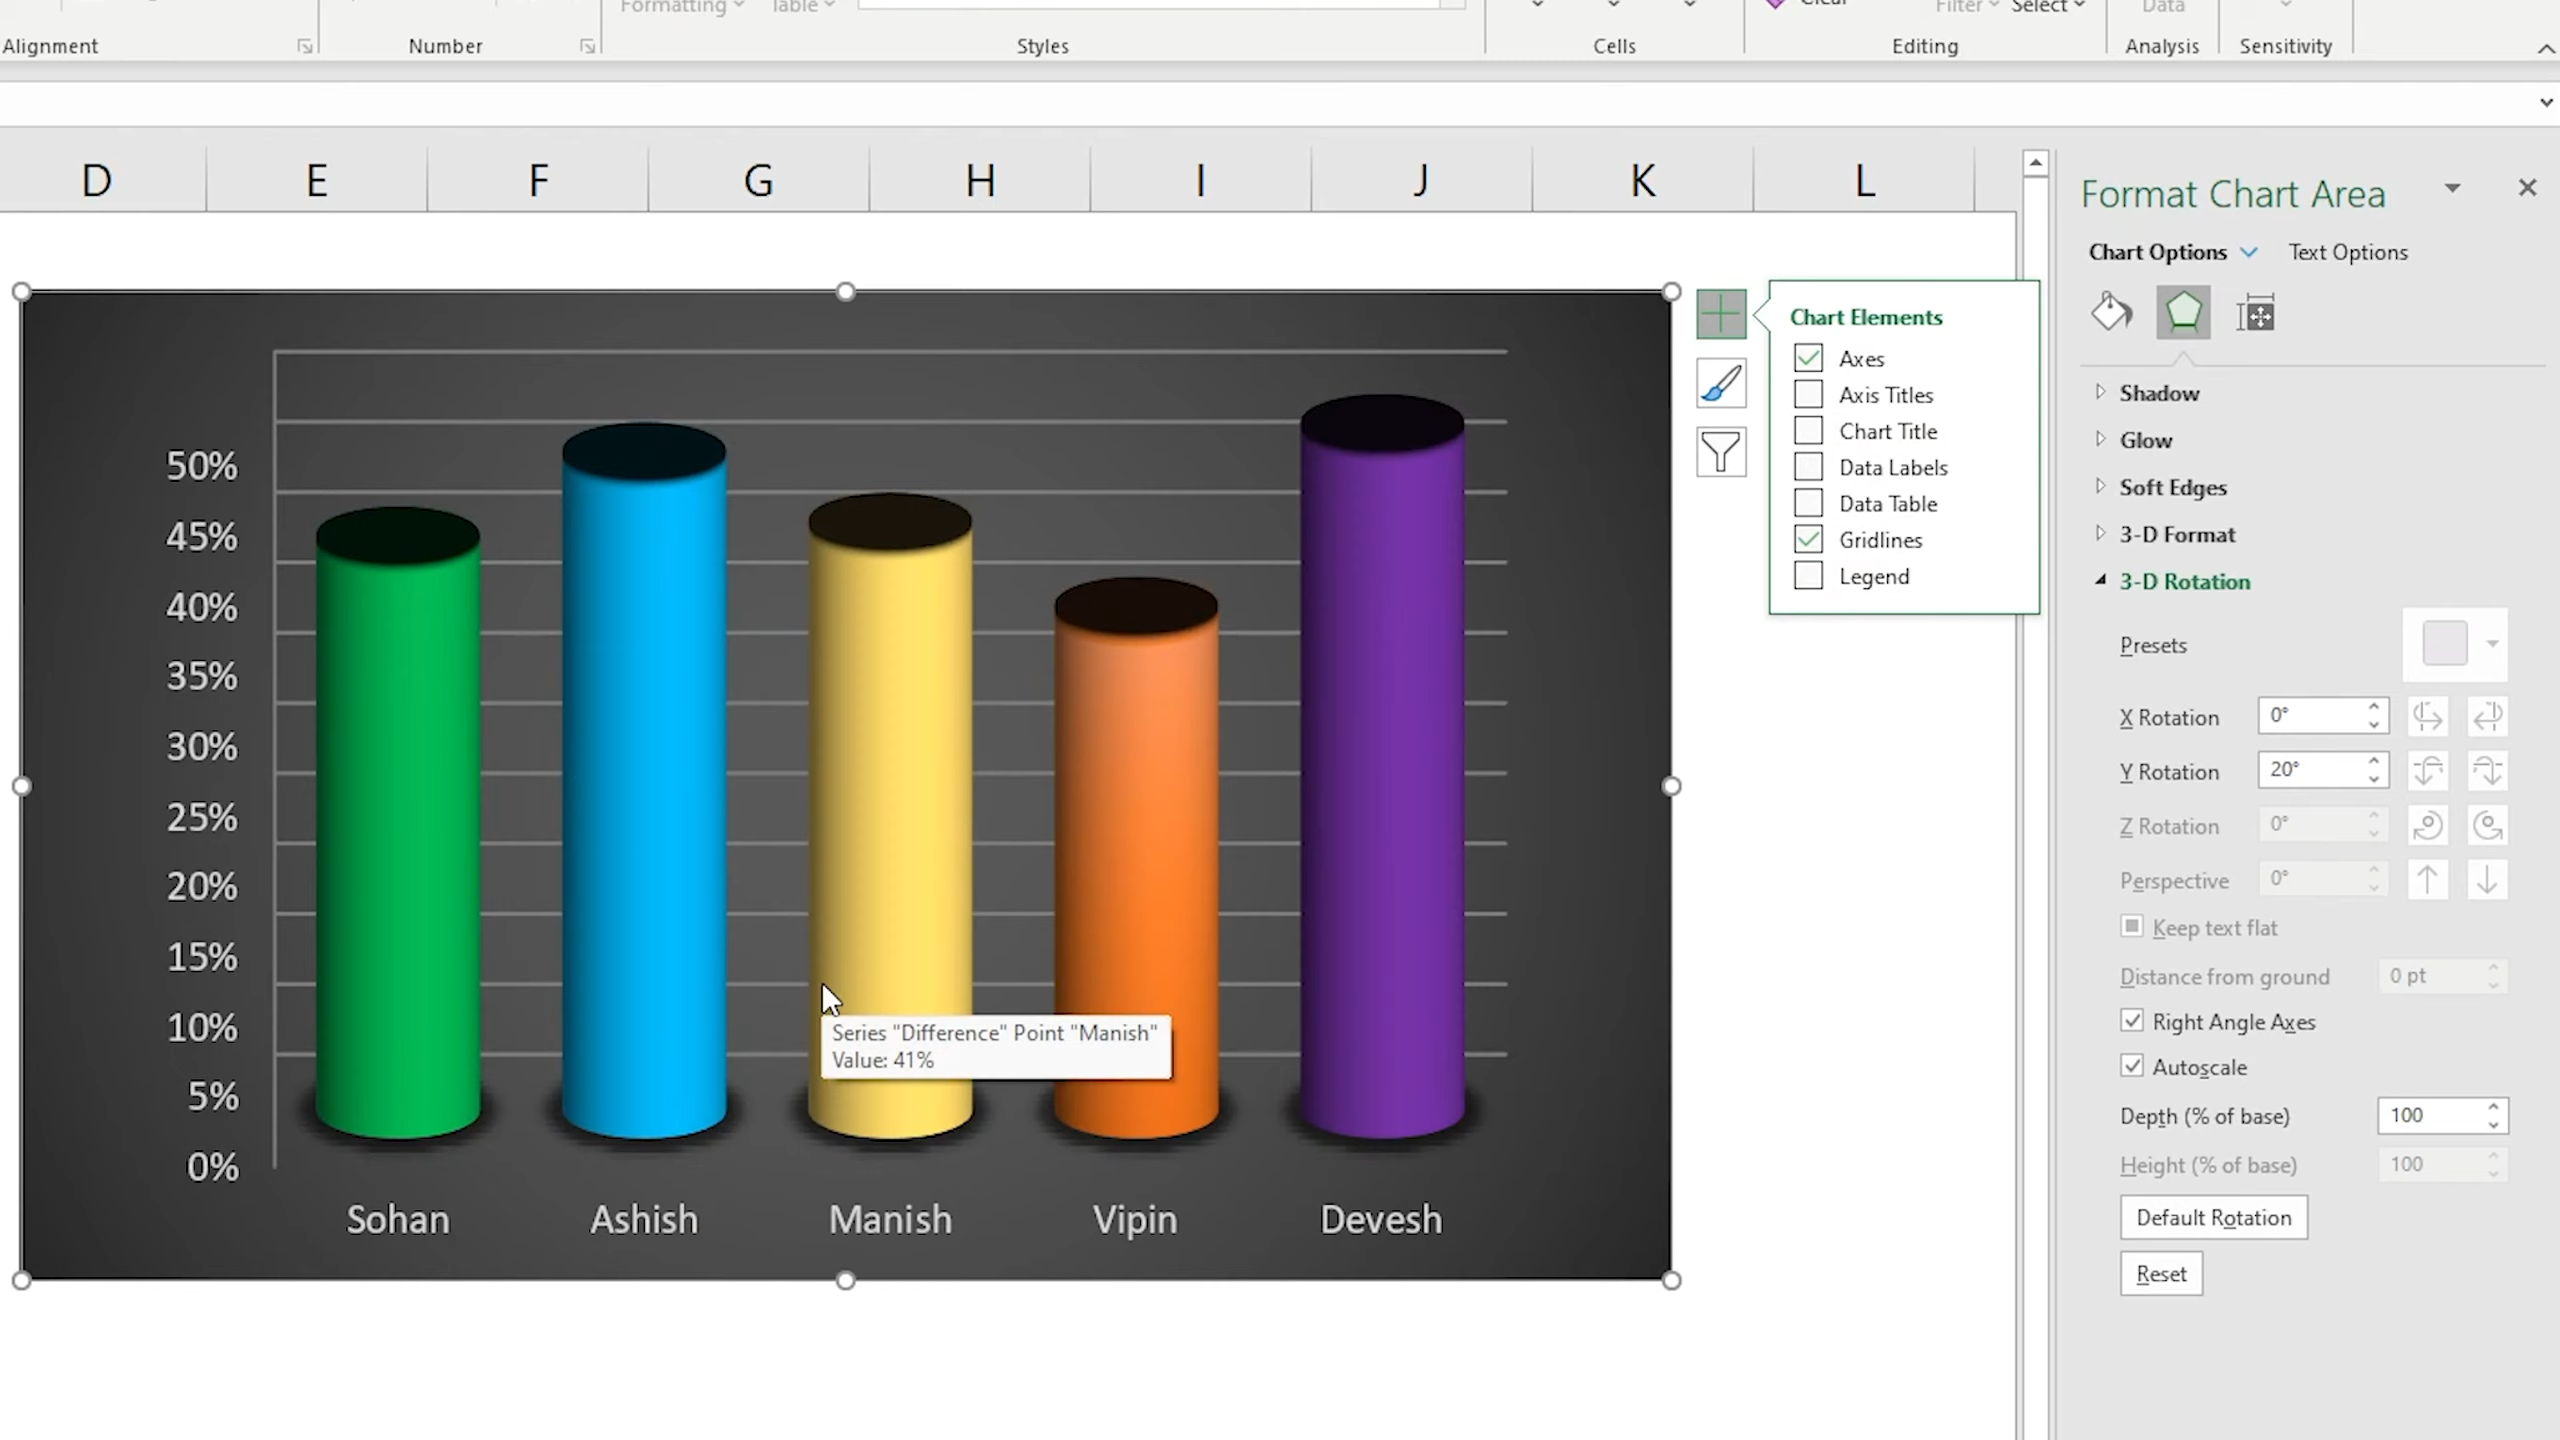 Formatting Table Clear Filter Select Data
Alignment Number Styles Cells Editing Analysis Sensitivity
D E F G H I J K L
50%
45%
40%
35%
30%
25%
20%
15%
10%
5%
0%
Sohan Ashish Manish Vipin Devesh
Series "Difference" Point "Manish"
Value: 41%
Chart Elements
Axes
Axis Titles
Chart Title
Data Labels
Data Table
Gridlines
Legend
Format Chart Area
Chart Options Text Options
Shadow
Glow
Soft Edges
3-D Format
3-D Rotation
Presets
X Rotation 0°
Y Rotation 20°
Z Rotation 0°
Perspective 0°
Keep text flat
Distance from ground 0 pt
Right Angle Axes
Autoscale
Depth (% of base) 100
Height (% of base) 100
Default Rotation
Reset